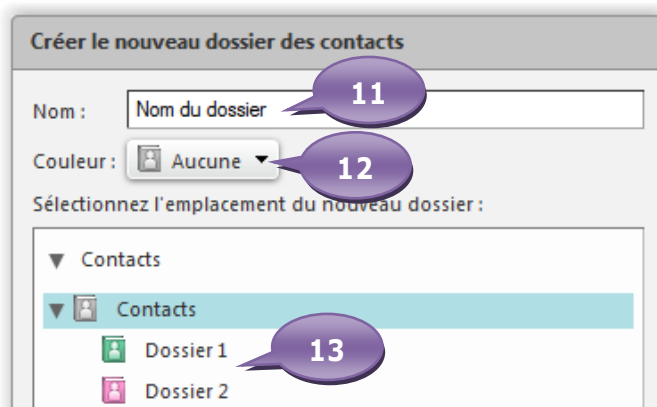 Créer le nouveau dossier des contacts
Nom : Nom du dossier 11
Couleur : Aucune 12
Sélectionnez l'emplacement du nouveau dossier :
Contacts
Contacts
Dossier 1 13
Dossier 2